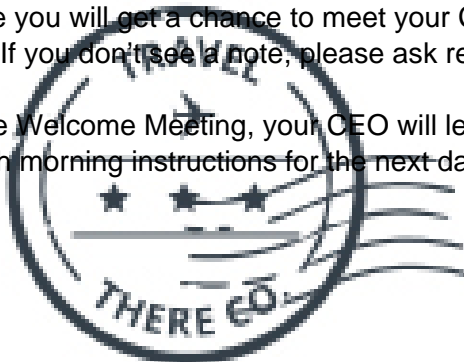 e you will get a chance to meet your C
If you don't see a note, please ask re
e Welcome Meeting, your CEO will le
h morning instructions for the next da
TRAVEL
THERE CO.